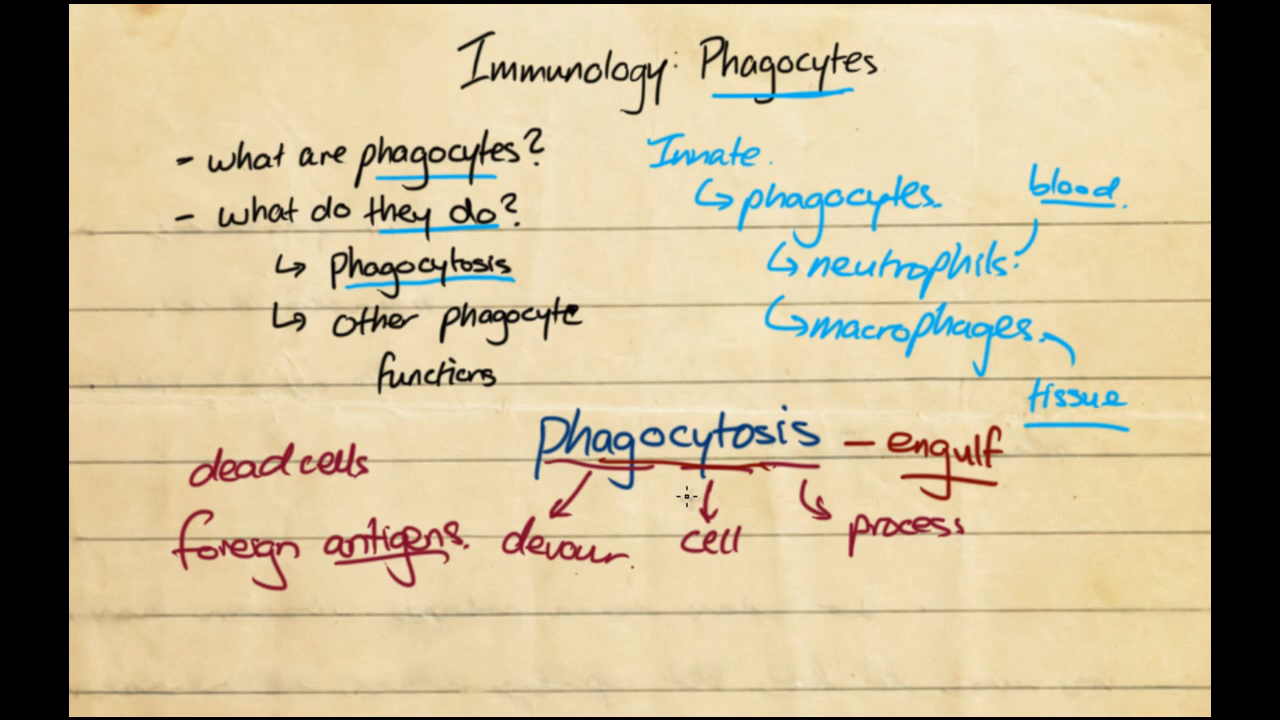 Immunology: Phagocytes
- what are phagocytes?
- what do they do?
↳ phagocytosis
↳ other phagocyte
functions
Innate.
↳ phagocytes
↳ neutrophils
↳ macrophages
blood.
tissue
phagocytosis - engulf
devour. cell process
dead cells
foreign antigens.